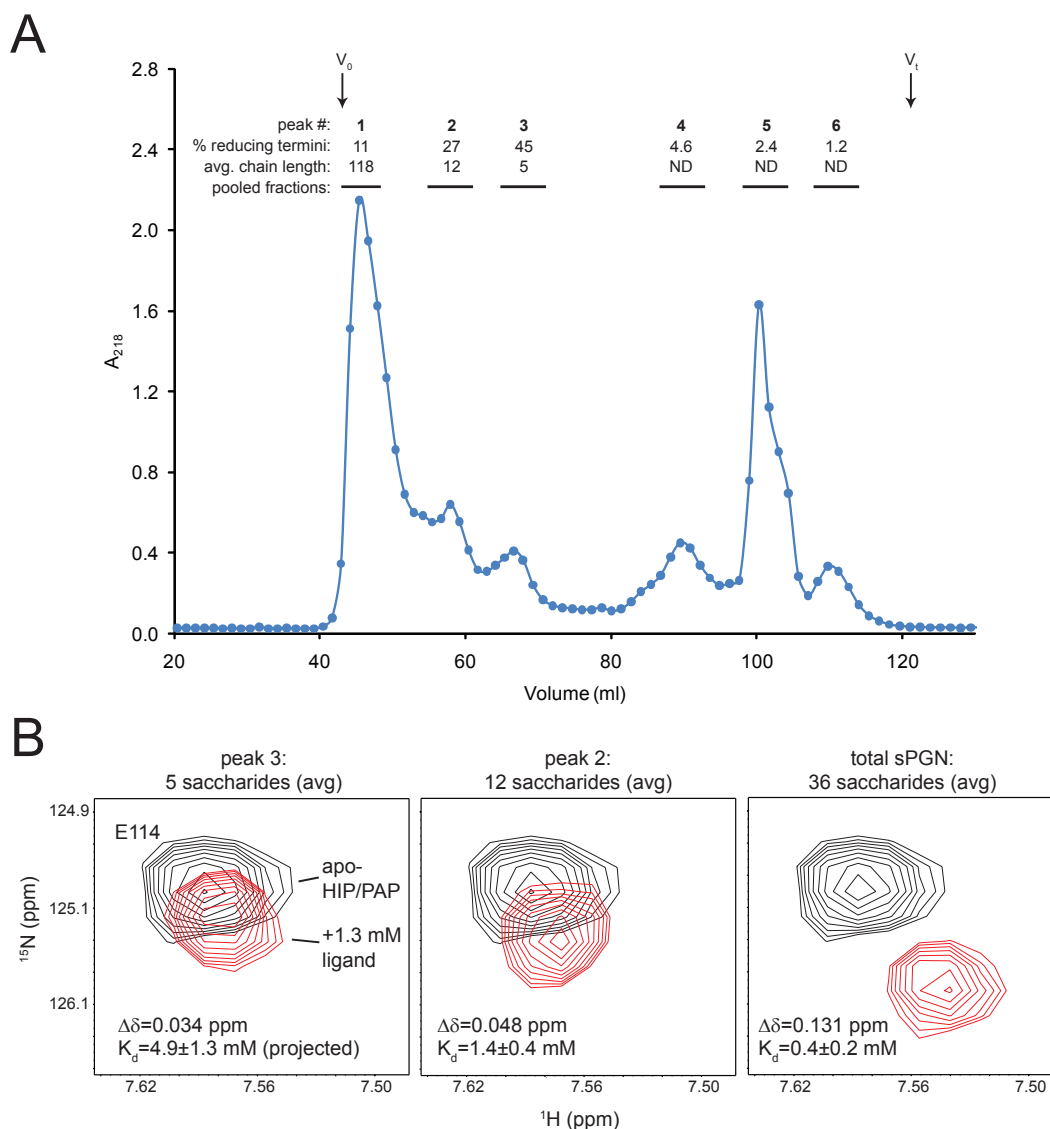 A
V0
Vt
peak #: 1 2 3 4 5 6
% reducing termini: 11 27 45 4.6 2.4 1.2
avg. chain length: 118 12 5 ND ND ND
pooled fractions:
2.8
2.4
2.0
1.6
1.2
0.8
0.4
0.0
A218
20 40 60 80 100 120
Volume (ml)
B
peak 3:
5 saccharides (avg)
peak 2:
12 saccharides (avg)
total sPGN:
36 saccharides (avg)
124.9
125.1
126.1
15N (ppm)
E114
apo-
HIP/PAP
+1.3 mM
ligand
Δδ=0.034 ppm
Kd=4.9±1.3 mM (projected)
Δδ=0.048 ppm
Kd=1.4±0.4 mM
Δδ=0.131 ppm
Kd=0.4±0.2 mM
7.62 7.56 7.50
7.62 7.56 7.50
7.62 7.56 7.50
1H (ppm)